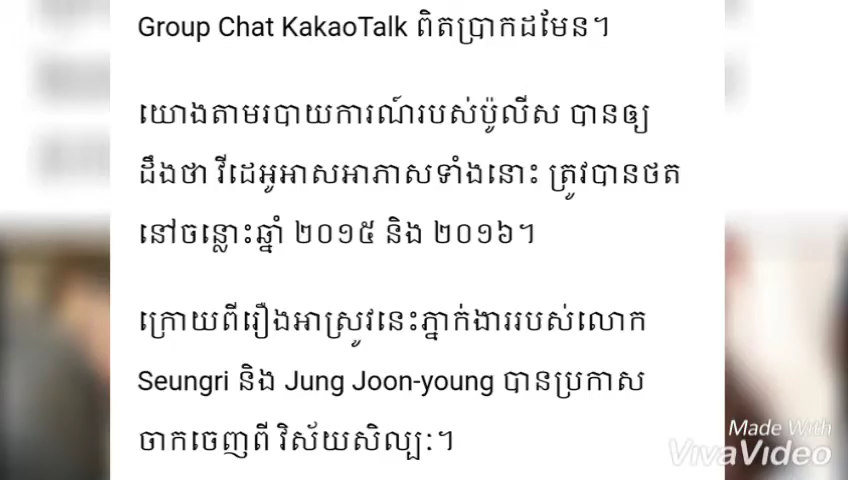 Group Chat KakaoTalk ពិតប្រាកដមែន។
យោងតាមរបាយការណ៍របស់ប៉ូលីស បានឲ្យ
ដឹងថា វីដេអូអាសអាភាសទាំងនោះ ត្រូវបានថត
នៅចន្លោះឆ្នាំ ២០១៥ និង ២០១៦។
ក្រោយពីរឿងអាស្រូវនេះភ្នាក់ងាររបស់លោក
Seungri និង Jung Joon-young បានប្រកាស
ចាកចេញពី វិស័យសិល្បៈ។
Made With
VivaVideo